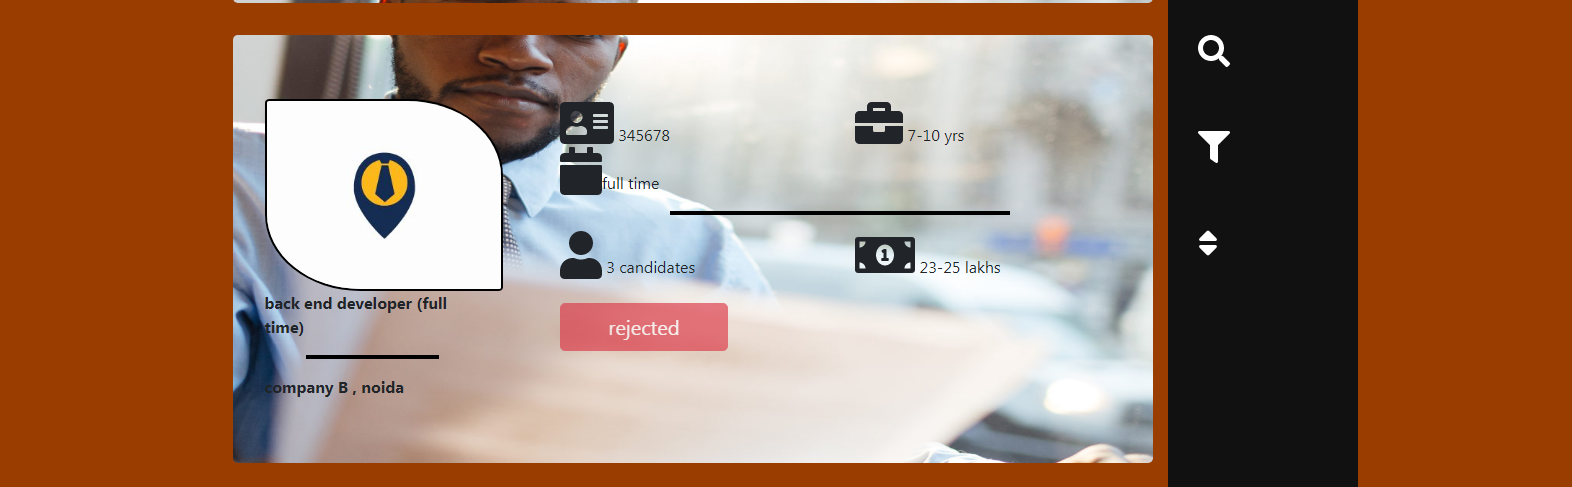 345678
7-10 yrs
full time
3 candidates
1
23-25 lakhs
rejected
back end developer (full
time)
company B , noida